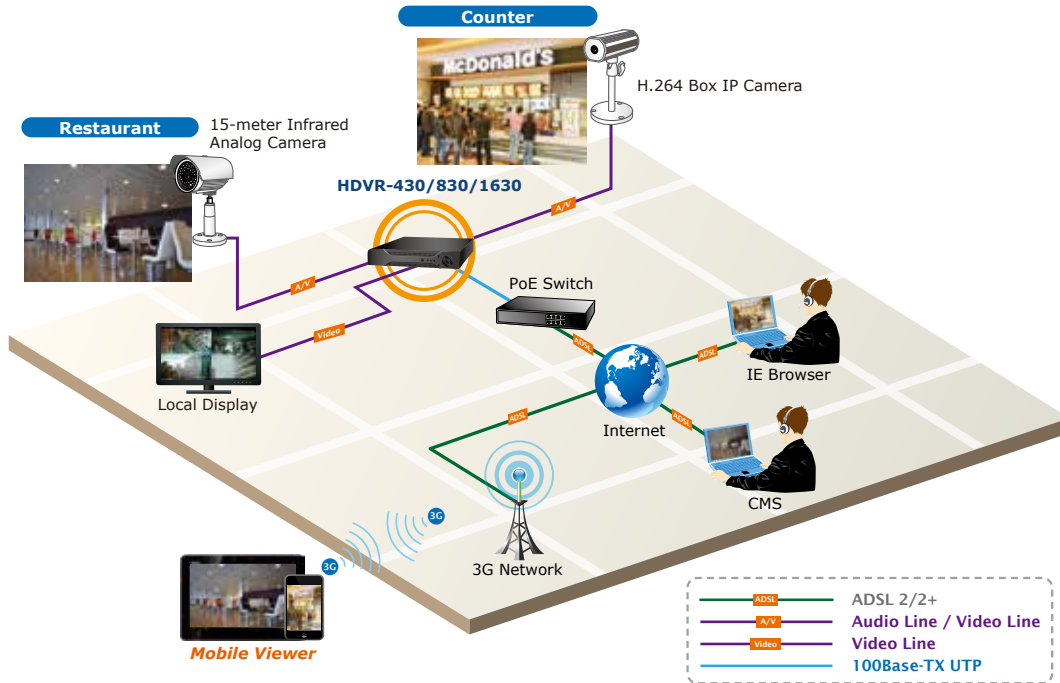 Counter
McDonald's
H.264 Box IP Camera
Restaurant
15-meter Infrared
Analog Camera
HDVR-430/830/1630
A/V
A/V
PoE Switch
Video
ADSL
ADSL
IE Browser
Local Display
Internet
ADSL
ADSL
CMS
3G
3G
3G Network
Mobile Viewer
ADSL ADSL 2/2+
A/V Audio Line / Video Line
Video Video Line
100Base-TX UTP